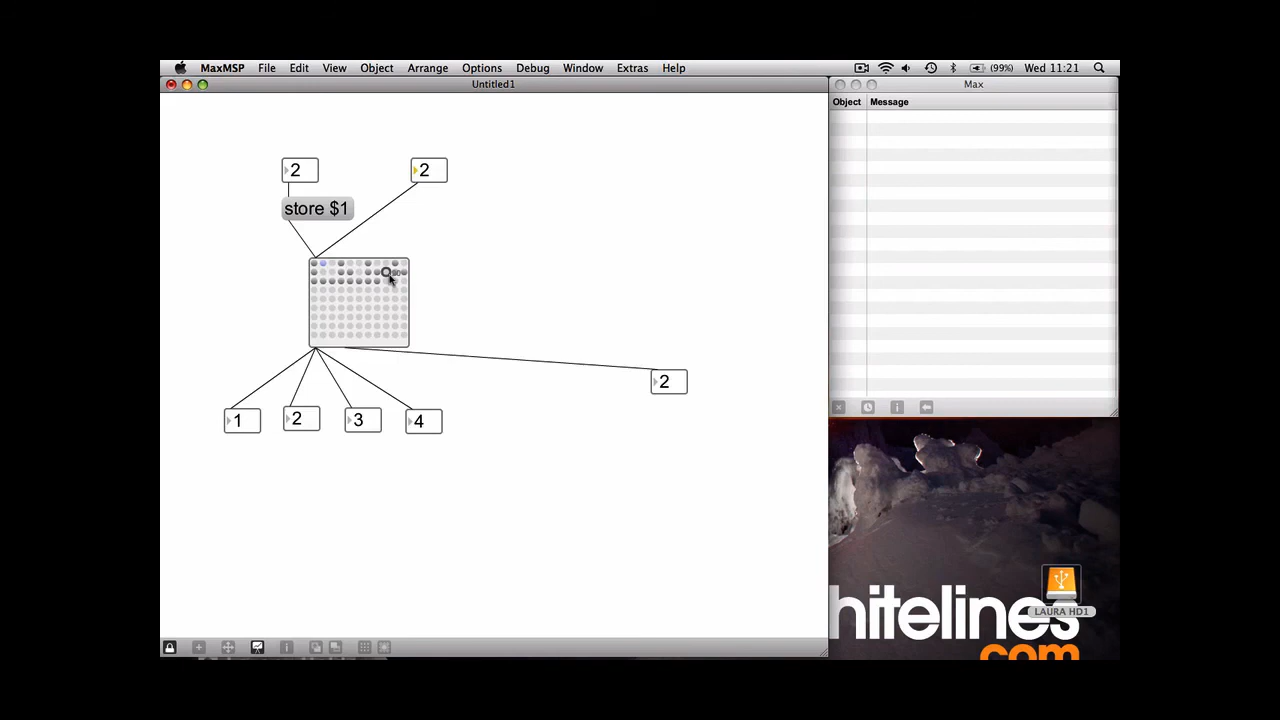 MaxMSP File Edit View Object Arrange Options Debug Window Extras Help (99%) Wed 11:21
Untitled1
Max
Object Message
2
2
store $1
2
1
2
3
4
hitelines
LAURA HD1
com